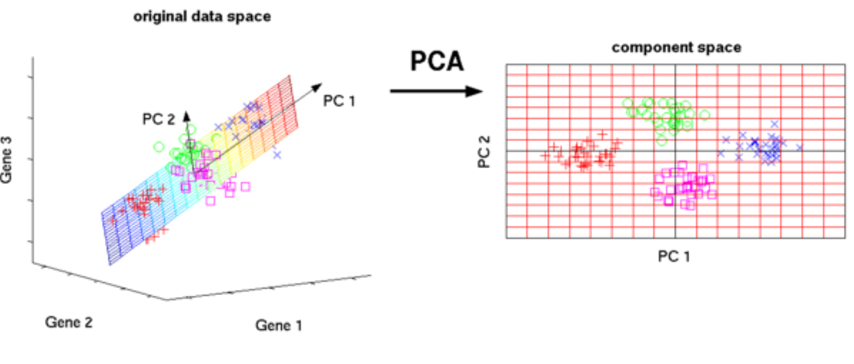 original data space
Gene 3
PC 2
PC 1
Gene 2
Gene 1
PCA
component space
PC 2
PC 1